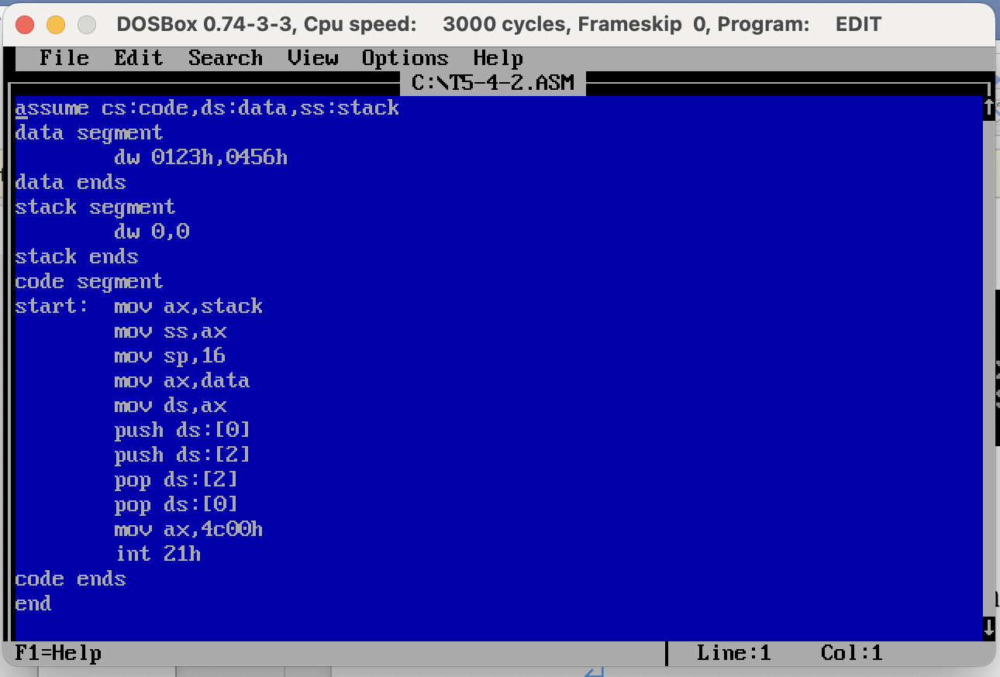 DOSBox 0.74-3-3, Cpu speed: 3000 cycles, Frameskip 0, Program: EDIT
File Edit Search View Options Help
C:\T5-4-2.ASM
assume cs:code,ds:data,ss:stack
data segment
dw 0123h,0456h
data ends
stack segment
dw 0,0
stack ends
code segment
start: mov ax,stack
mov ss,ax
mov sp,16
mov ax,data
mov ds,ax
push ds:[0]
push ds:[2]
pop ds:[2]
pop ds:[0]
mov ax,4c00h
int 21h
code ends
end
F1=Help Line:1 Col:1